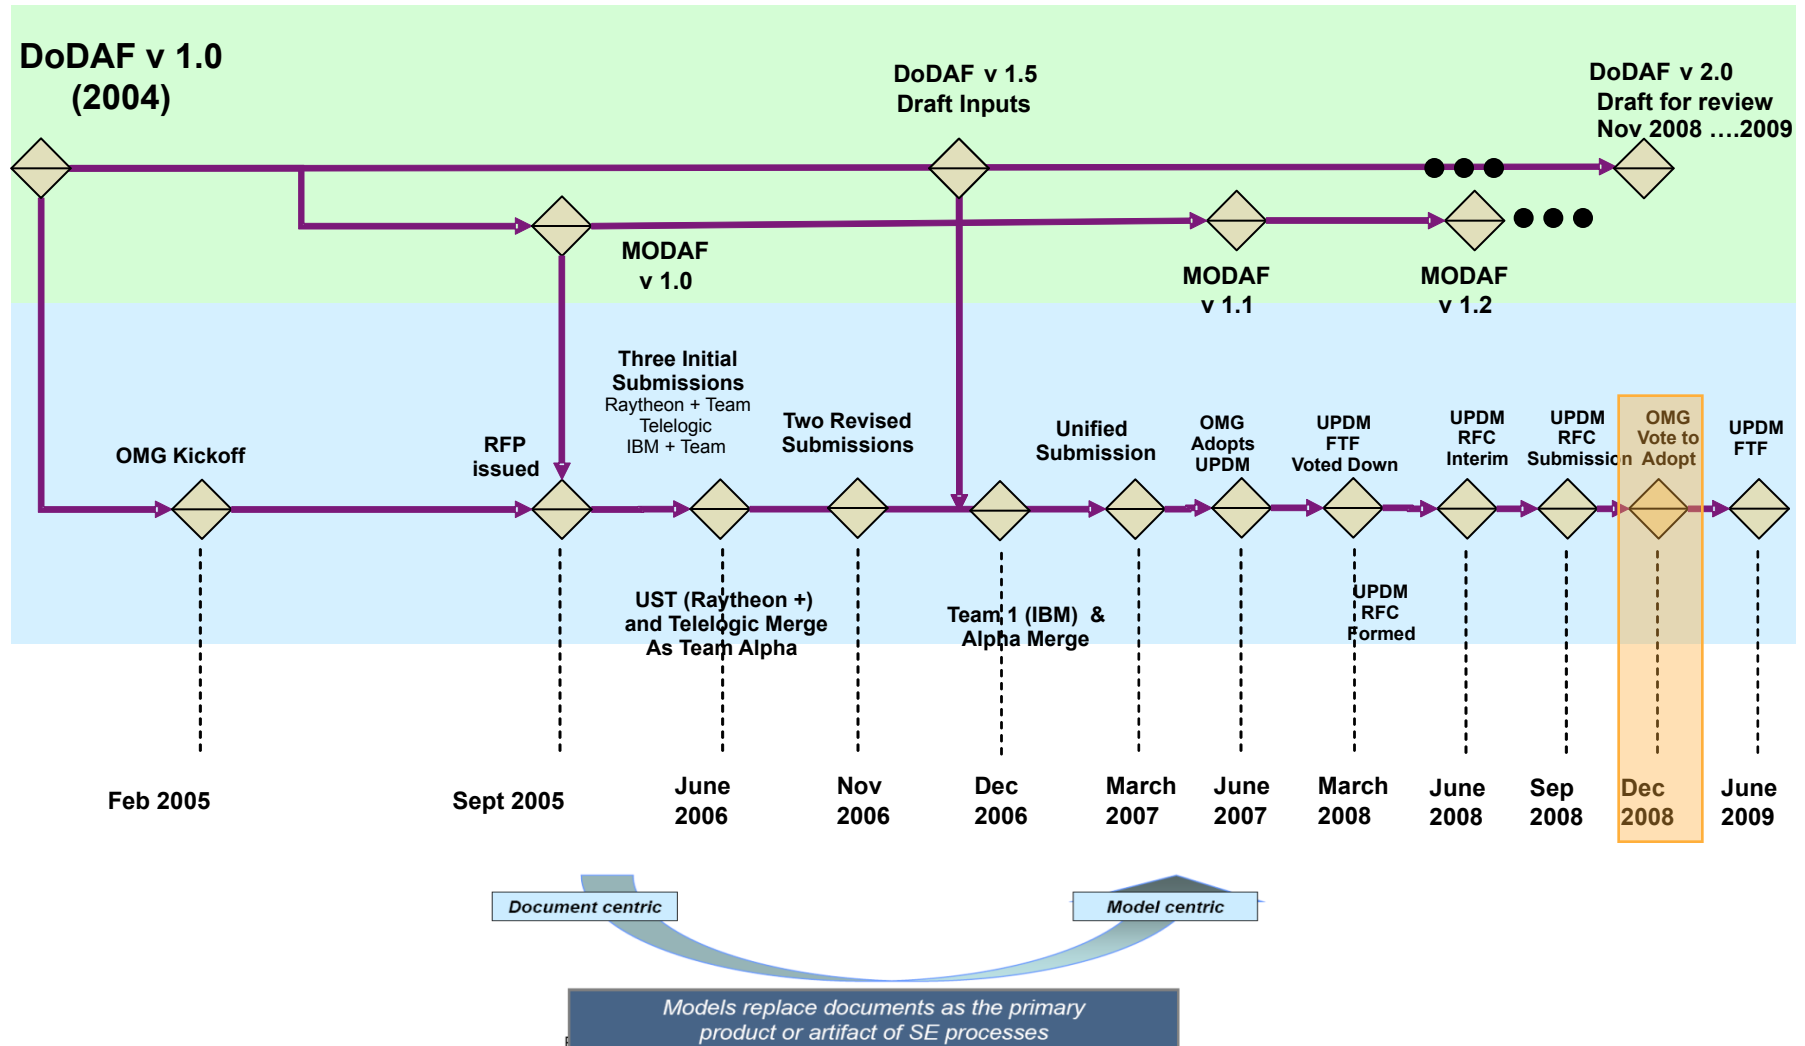 DoDAF v 1.0
(2004)
DoDAF v 1.5
Draft Inputs
DoDAF v 2.0
Draft for review
Nov 2008 ....2009
MODAF
v 1.0
MODAF
v 1.1
MODAF
v 1.2
OMG Kickoff
RFP
issued
Three Initial
Submissions
Raytheon + Team
Telelogic
IBM + Team
Two Revised
Submissions
Unified
Submission
OMG
Adopts
UPDM
UPDM
FTF
Voted Down
UPDM
RFC
Interim
UPDM
RFC
Submission
OMG
Vote to
Adopt
UPDM
FTF
UST (Raytheon +)
and Telelogic Merge
As Team Alpha
Team 1 (IBM) &
Alpha Merge
UPDM
RFC
Formed
Feb 2005
Sept 2005
June
2006
Nov
2006
Dec
2006
March
2007
June
2007
March
2008
June
2008
Sep
2008
Dec
2008
June
2009
Document centric
Model centric
Models replace documents as the primary
product or artifact of SE processes